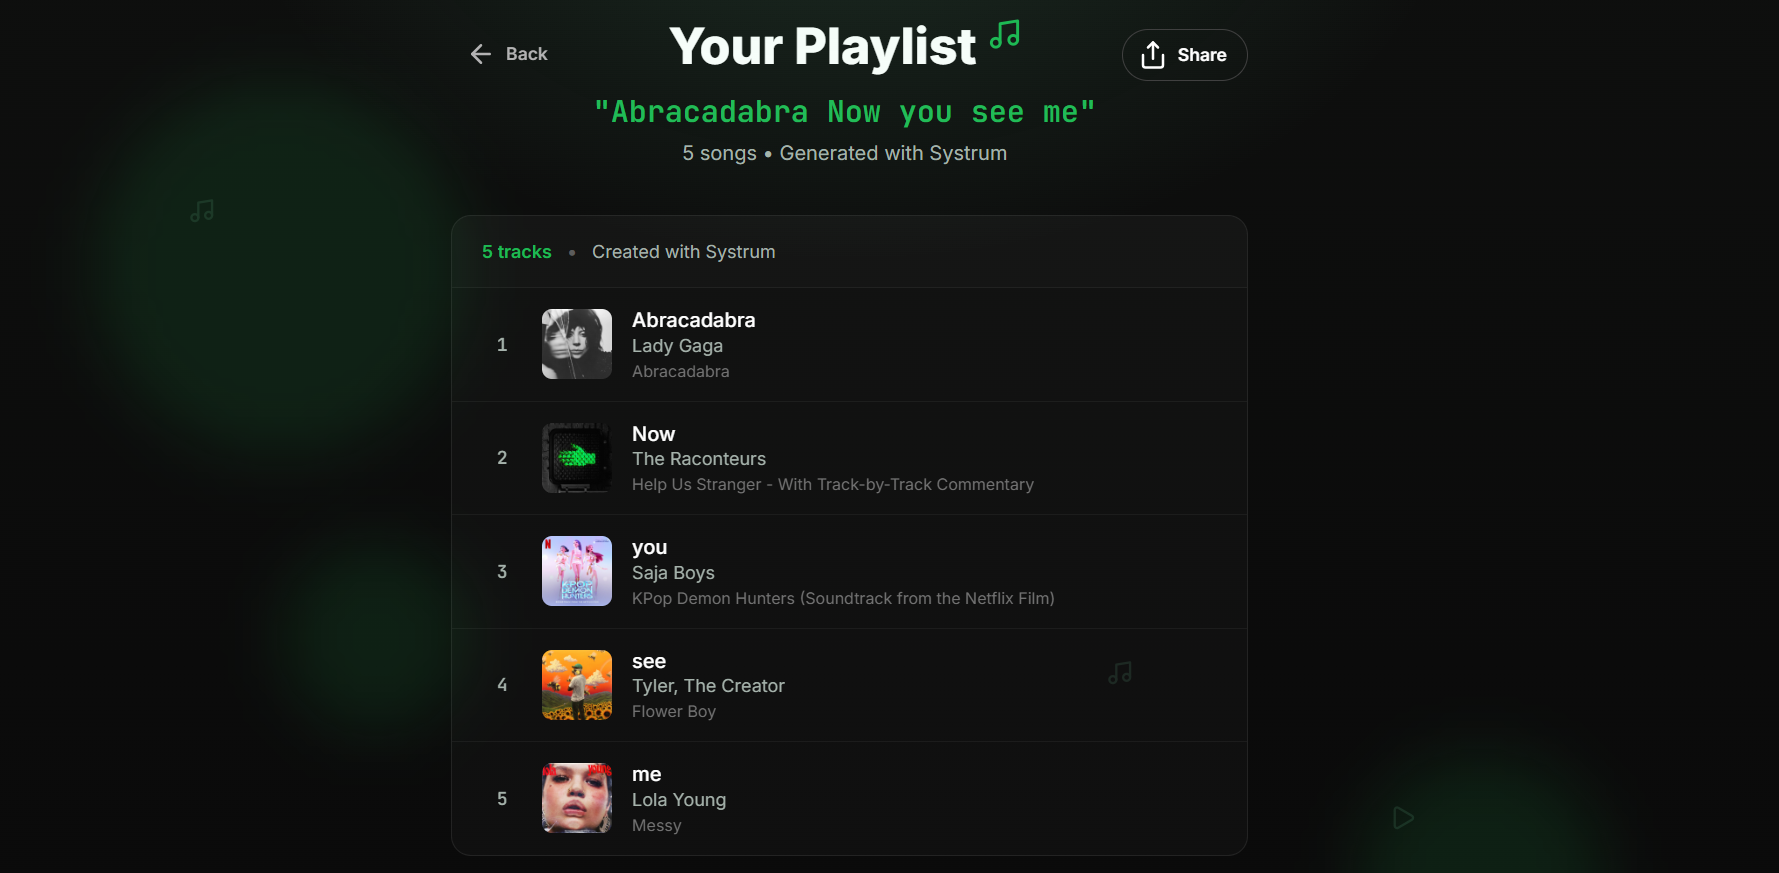 Back
Your Playlist
Share
"Abracadabra Now you see me"
5 songs • Generated with Systrum
5 tracks • Created with Systrum
1
Abracadabra
Lady Gaga
Abracadabra
2
Now
The Raconteurs
Help Us Stranger - With Track-by-Track Commentary
3
you
Saja Boys
KPop Demon Hunters (Soundtrack from the Netflix Film)
N
KPOP
DEMON
HUNTERS
4
see
Tyler, The Creator
Flower Boy
5
me
Lola Young
Messy